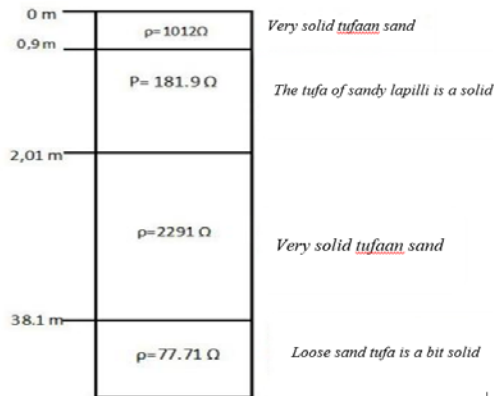 0 m
ρ=1012Ω
Very solid tufaan sand
0,9 m
P= 181.9 Ω
The tufa of sandy lapilli is a solid
2,01 m
ρ=2291 Ω
Very solid tufaan sand
38.1 m
ρ=77.71 Ω
Loose sand tufa is a bit solid